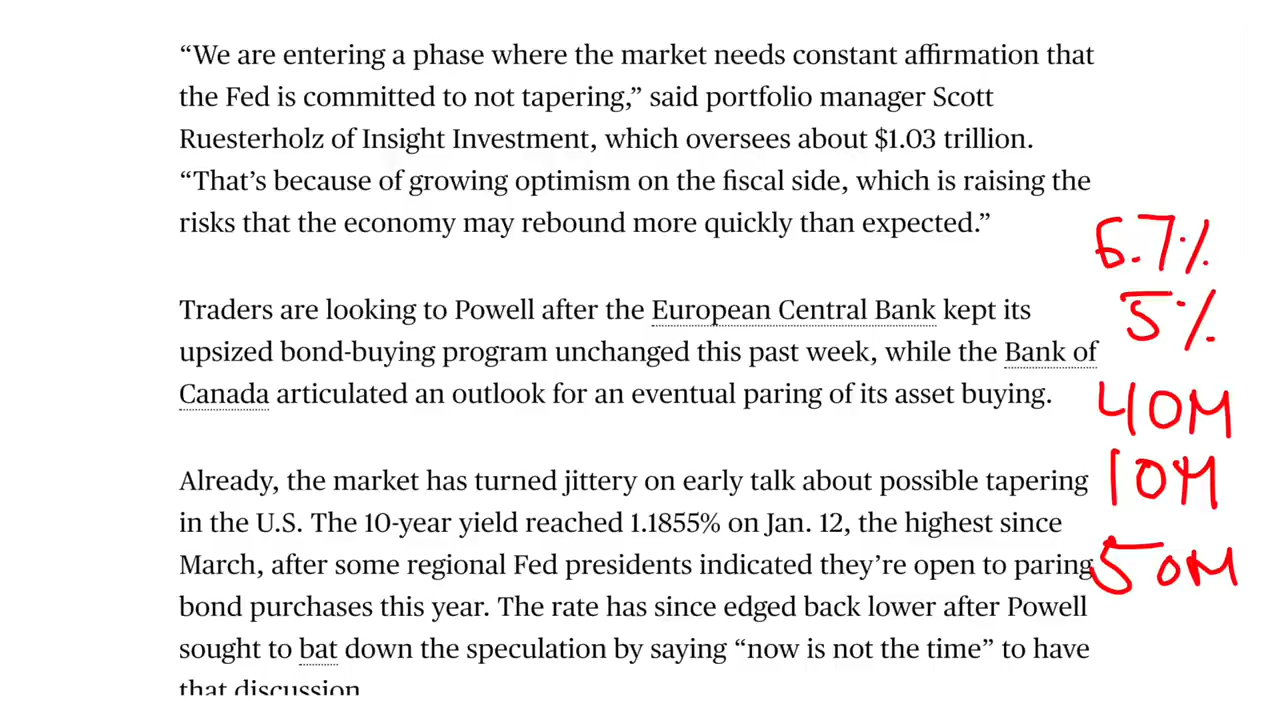 “We are entering a phase where the market needs constant affirmation that
the Fed is committed to not tapering,” said portfolio manager Scott
Ruesterholz of Insight Investment, which oversees about $1.03 trillion.
“That’s because of growing optimism on the fiscal side, which is raising the
risks that the economy may rebound more quickly than expected.”
Traders are looking to Powell after the European Central Bank kept its
upsized bond-buying program unchanged this past week, while the Bank of
Canada articulated an outlook for an eventual paring of its asset buying.
Already, the market has turned jittery on early talk about possible tapering
in the U.S. The 10-year yield reached 1.1855% on Jan. 12, the highest since
March, after some regional Fed presidents indicated they’re open to paring
bond purchases this year. The rate has since edged back lower after Powell
sought to bat down the speculation by saying “now is not the time” to have
that discussion
6.7%
5%
40M
10M
50M